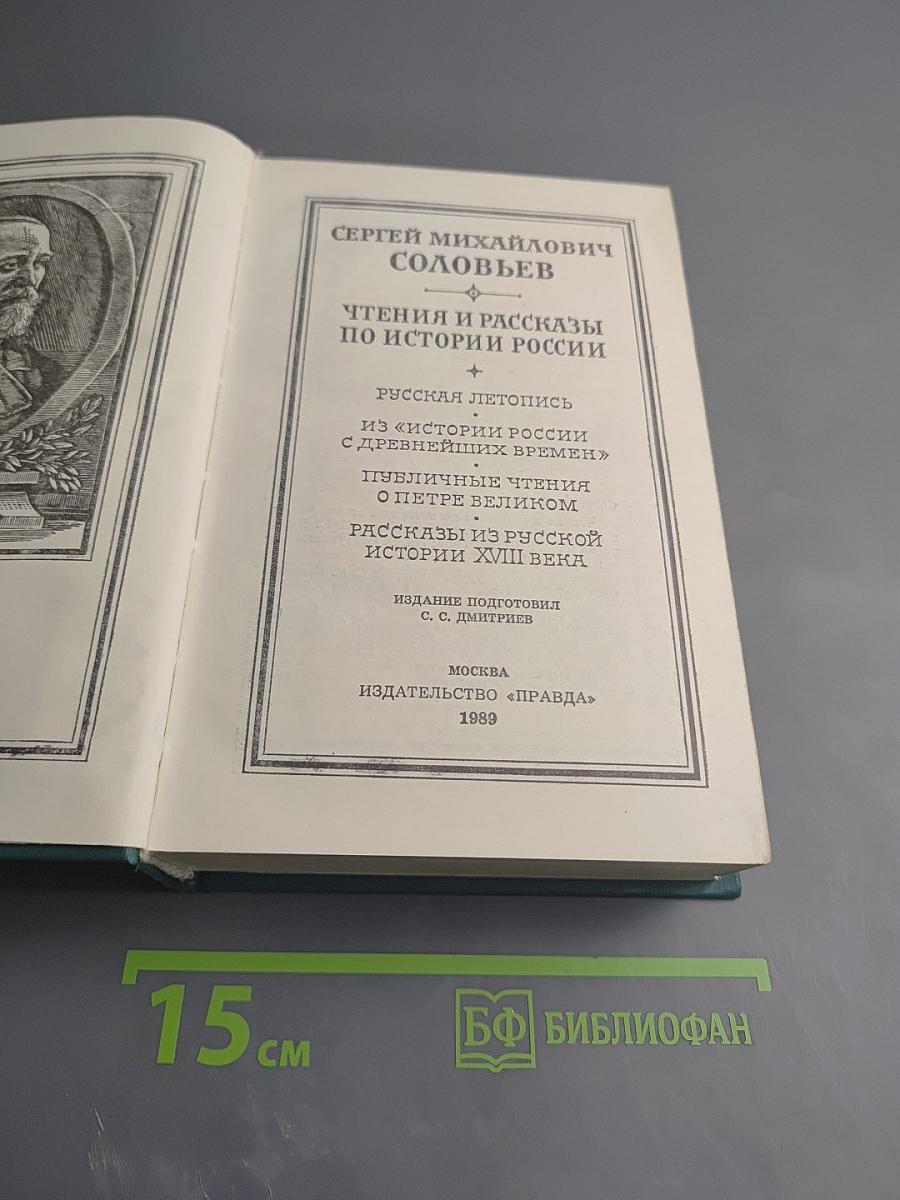 СЕРГЕЙ МИХАЙЛОВИЧ
СОЛОВЬЕВ
ЧТЕНИЯ И РАССКАЗЫ
ПО ИСТОРИИ РОССИИ
РУССКАЯ ЛЕТОПИСЬ
ИЗ «ИСТОРИИ РОССИИ
С ДРЕВНЕЙШИХ ВРЕМЕН»
ПУБЛИЧНЫЕ ЧТЕНИЯ
О ПЕТРЕ ВЕЛИКОМ
РАССКАЗЫ ИЗ РУССКОЙ
ИСТОРИИ XVIII ВЕКА
ИЗДАНИЕ ПОДГОТОВИЛ
С. С. ДМИТРИЕВ
МОСКВА
ИЗДАТЕЛЬСТВО «ПРАВДА»
1989
15 см
БФ БИБЛИОФАН